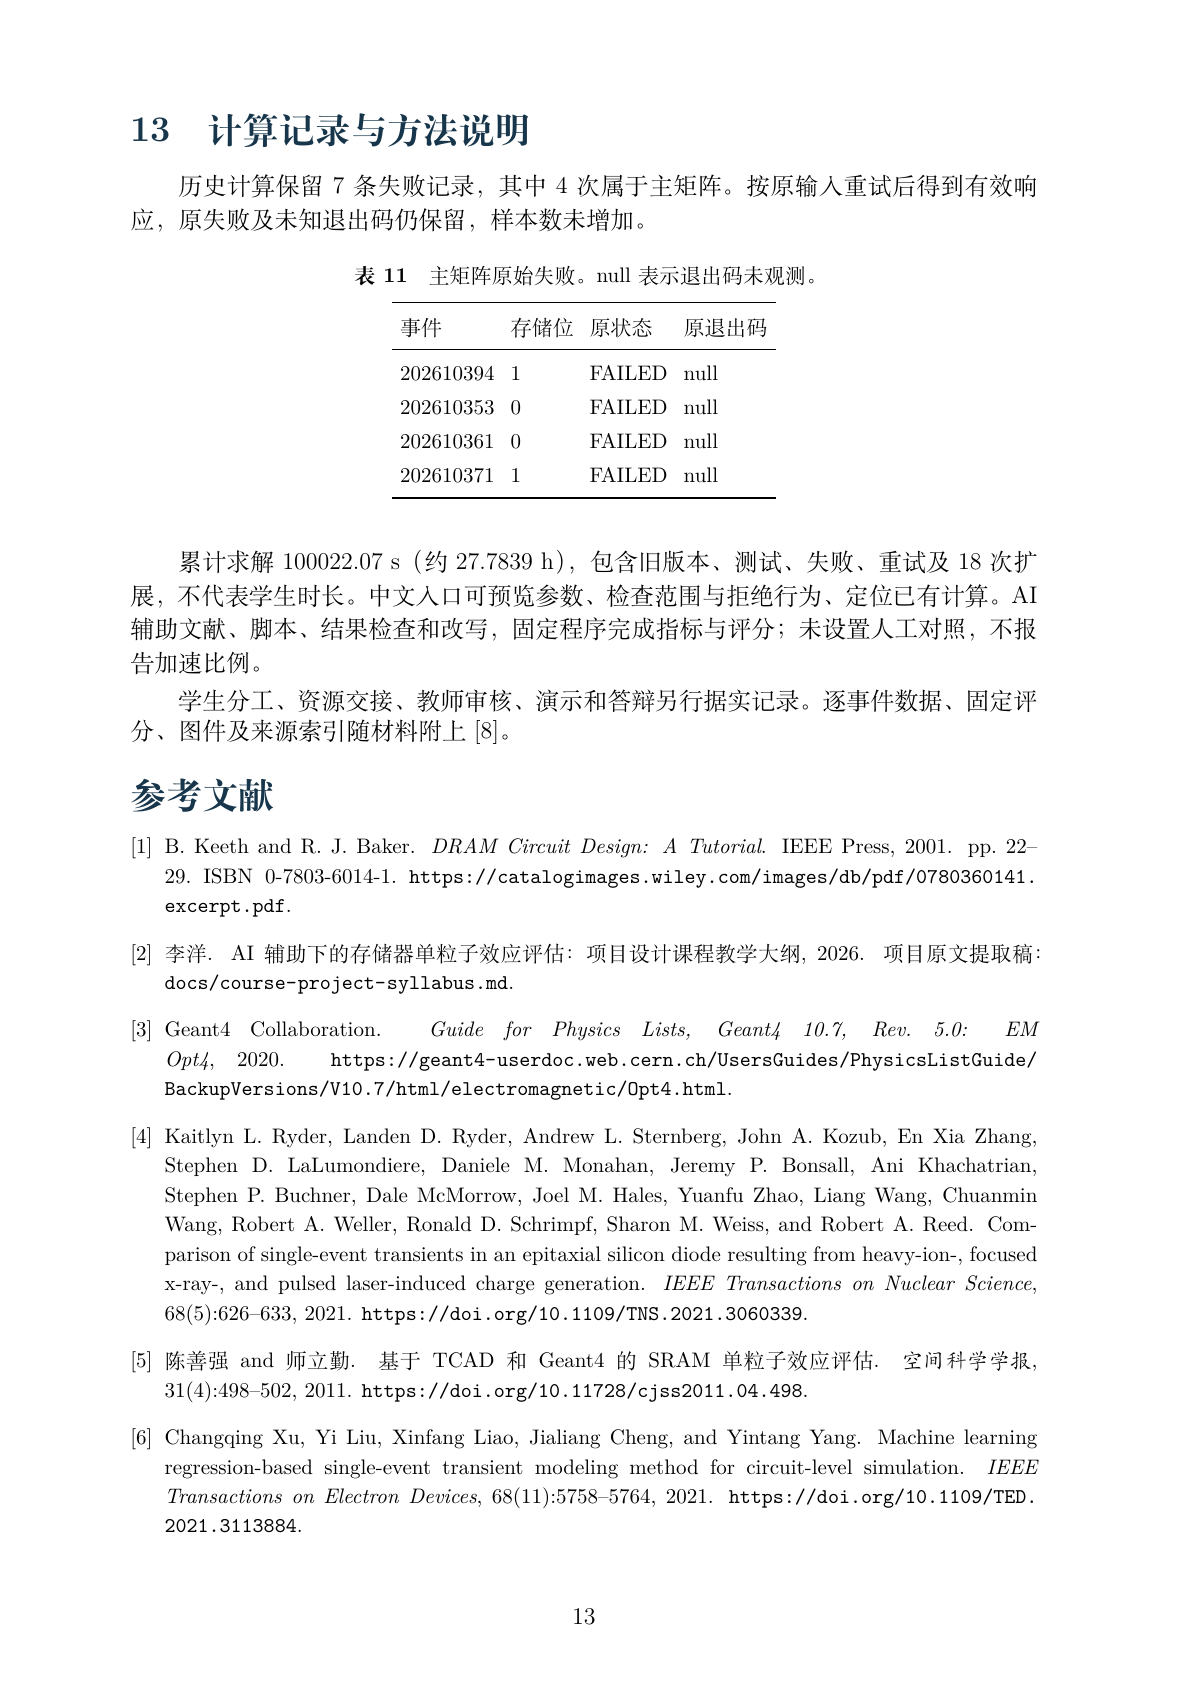 13 计算记录与方法说明
历史计算保留 7 条失败记录，其中 4 次属于主矩阵。按原输入重试后得到有效响
应，原失败及未知退出码仍保留，样本数未增加。
表 11 主矩阵原始失败。null 表示退出码未观测。
事件 存储位 原状态 原退出码
202610394 1 FAILED null
202610353 0 FAILED null
202610361 0 FAILED null
202610371 1 FAILED null
累计求解 100022.07 s（约 27.7839 h），包含旧版本、测试、失败、重试及 18 次扩
展，不代表学生时长。中文入口可预览参数、检查范围与拒绝行为、定位已有计算。AI
辅助文献、脚本、结果检查和改写，固定程序完成指标与评分；未设置人工对照，不报
告加速比例。
学生分工、资源交接、教师审核、演示和答辩另行据实记录。逐事件数据、固定评
分、图件及来源索引随材料附上 [8]。
参考文献
[1] B. Keeth and R. J. Baker. DRAM Circuit Design: A Tutorial. IEEE Press, 2001. pp. 22–
29. ISBN 0-7803-6014-1. https://catalogimages.wiley.com/images/db/pdf/0780360141.
excerpt.pdf.
[2] 李洋. AI 辅助下的存储器单粒子效应评估：项目设计课程教学大纲, 2026. 项目原文提取稿：
docs/course-project-syllabus.md.
[3] Geant4 Collaboration. Guide for Physics Lists, Geant4 10.7, Rev. 5.0: EM
Opt4, 2020. https://geant4-userdoc.web.cern.ch/UsersGuides/PhysicsListGuide/
BackupVersions/V10.7/html/electromagnetic/Opt4.html.
[4] Kaitlyn L. Ryder, Landen D. Ryder, Andrew L. Sternberg, John A. Kozub, En Xia Zhang,
Stephen D. LaLumondiere, Daniele M. Monahan, Jeremy P. Bonsall, Ani Khachatrian,
Stephen P. Buchner, Dale McMorrow, Joel M. Hales, Yuanfu Zhao, Liang Wang, Chuanmin
Wang, Robert A. Weller, Ronald D. Schrimpf, Sharon M. Weiss, and Robert A. Reed. Com-
parison of single-event transients in an epitaxial silicon diode resulting from heavy-ion-, focused
x-ray-, and pulsed laser-induced charge generation. IEEE Transactions on Nuclear Science,
68(5):626–633, 2021. https://doi.org/10.1109/TNS.2021.3060339.
[5] 陈善强 and 师立勤. 基于 TCAD 和 Geant4 的 SRAM 单粒子效应评估. 空间科学学报,
31(4):498–502, 2011. https://doi.org/10.11728/cjss2011.04.498.
[6] Changqing Xu, Yi Liu, Xinfang Liao, Jialiang Cheng, and Yintang Yang. Machine learning
regression-based single-event transient modeling method for circuit-level simulation. IEEE
Transactions on Electron Devices, 68(11):5758–5764, 2021. https://doi.org/10.1109/TED.
2021.3113884.
13